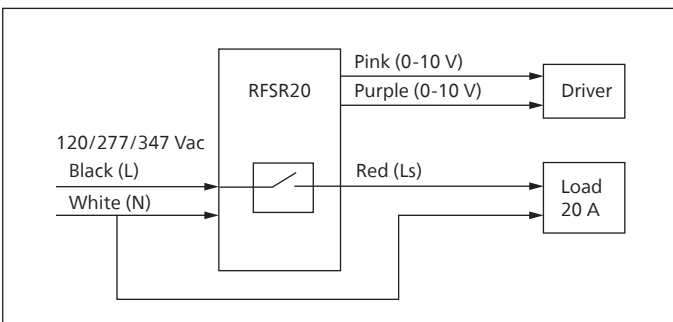 Pink (0-10 V)
RFSR20
Driver
Purple (0-10 V)
120/277/347 Vac
Black (L)
Red (Ls)
Load
20 A
White (N)